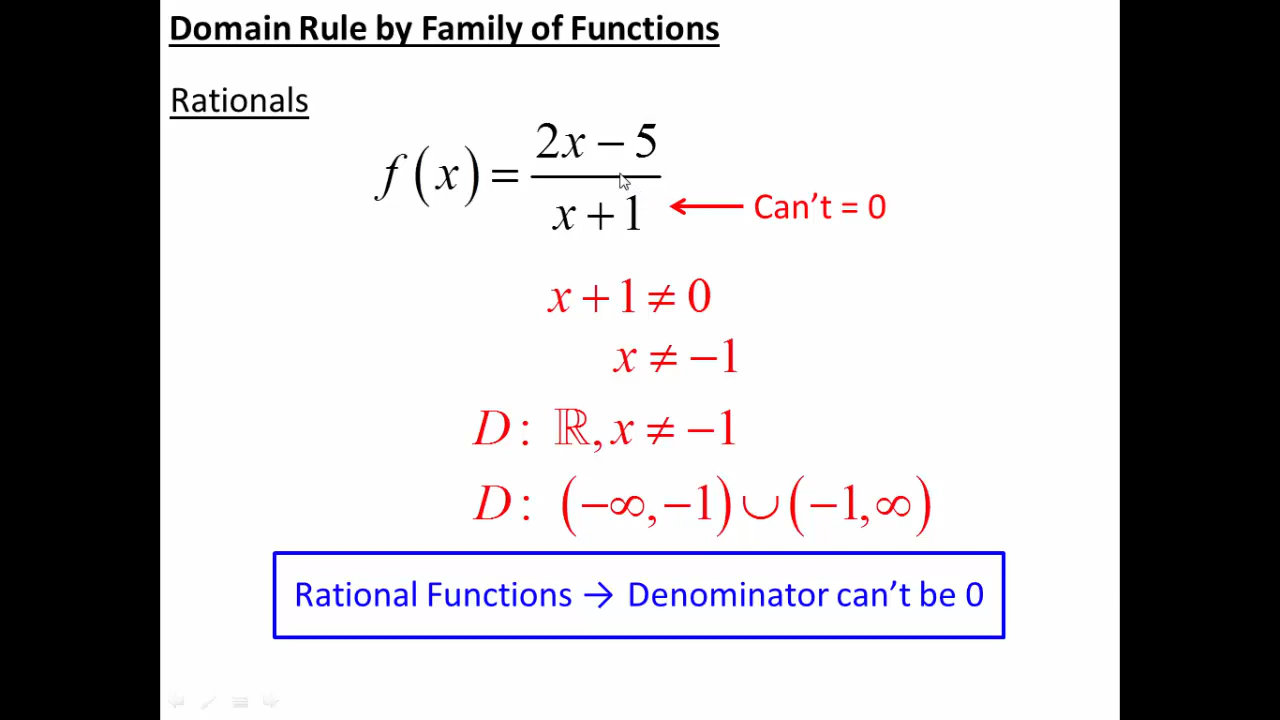 Domain Rule by Family of Functions
Rationals
f(x) = (2x − 5)/(x + 1)
Can't = 0
x + 1 ≠ 0
x ≠ −1
D: ℝ, x ≠ −1
D: (−∞, −1) ∪ (−1, ∞)
Rational Functions → Denominator can't be 0